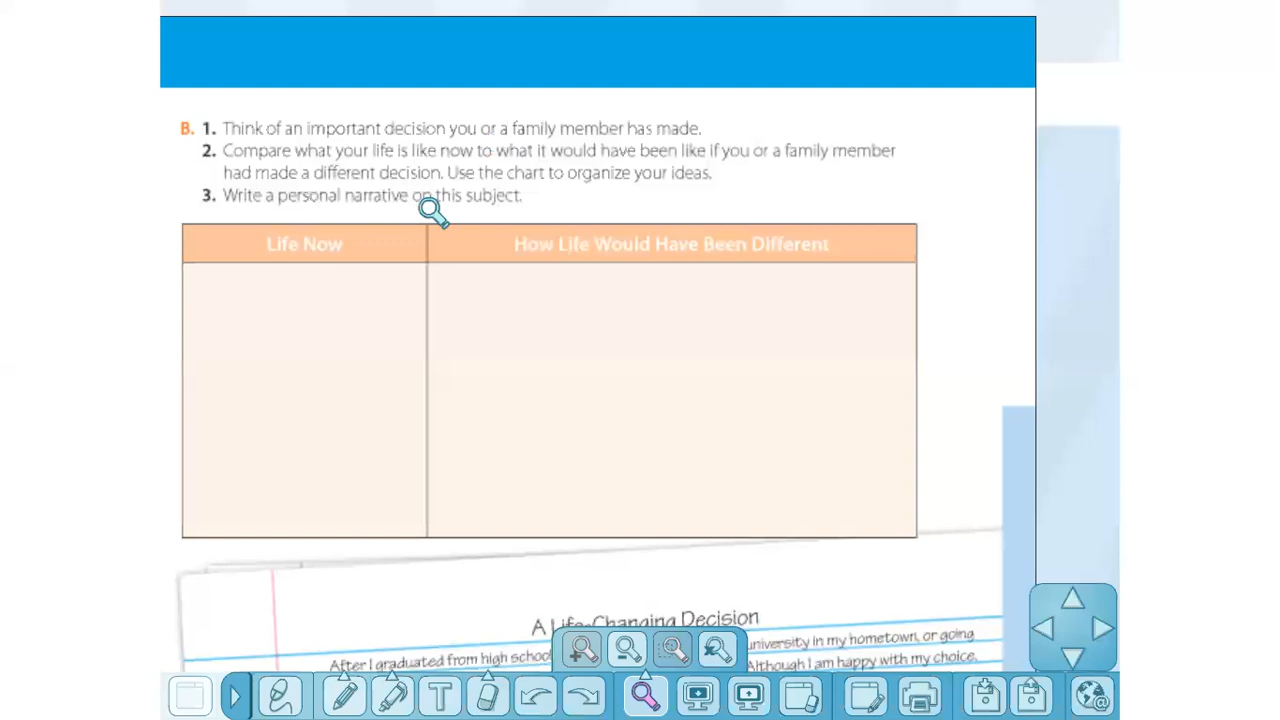 B. 1. Think of an important decision you or a family member has made.
2. Compare what your life is like now to what it would have been like if you or a family member
had made a different decision. Use the chart to organize your ideas.
3. Write a personal narrative on this subject.
Life Now How Life Would Have Been Different
A Life-Changing Decision
After I graduated from high school university in my hometown, or going
Although I am happy with my choice,